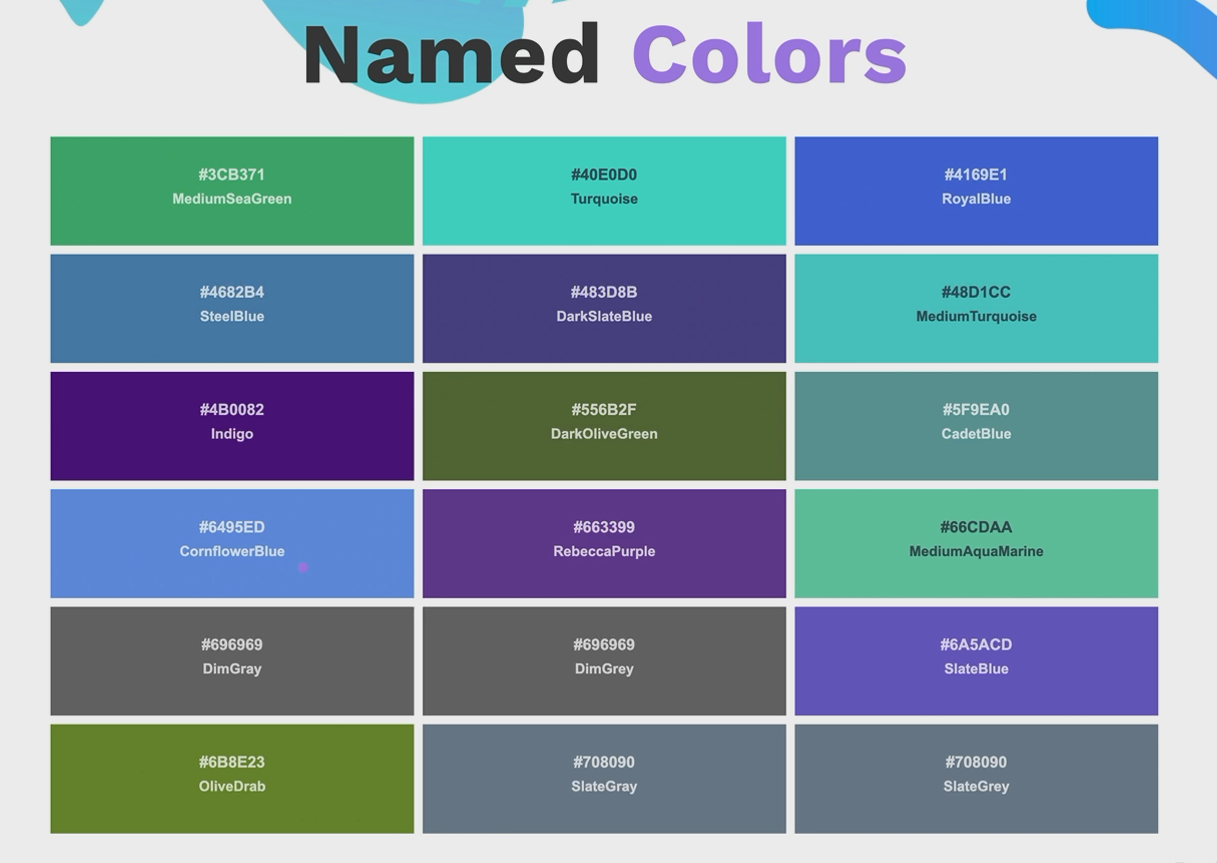 Named Colors
#3CB371
MediumSeaGreen
#40E0D0
Turquoise
#4169E1
RoyalBlue
#4682B4
SteelBlue
#483D8B
DarkSlateBlue
#48D1CC
MediumTurquoise
#4B0082
Indigo
#556B2F
DarkOliveGreen
#5F9EA0
CadetBlue
#6495ED
CornflowerBlue
#663399
RebeccaPurple
#66CDAA
MediumAquaMarine
#696969
DimGray
#696969
DimGrey
#6A5ACD
SlateBlue
#6B8E23
OliveDrab
#708090
SlateGray
#708090
SlateGrey